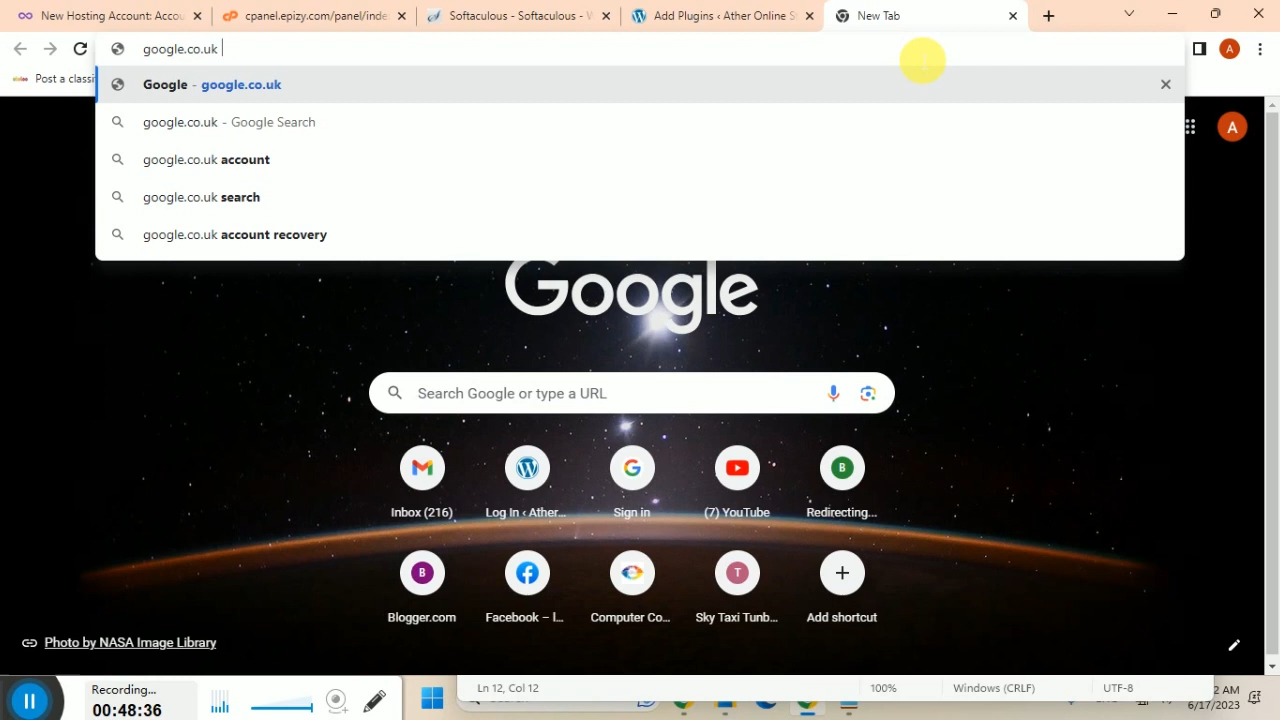 New Hosting Account: Accou
cpanel.epizy.com/panel/inde
Softaculous - Softaculous - W
Add Plugins ‹ Ather Online S
New Tab
google.co.uk
A
Post a classi
Google - google.co.uk
google.co.uk - Google Search
google.co.uk account
google.co.uk search
google.co.uk account recovery
A
Google
Search Google or type a URL
Inbox (216)
Log In ‹ Ather...
Sign in
(7) YouTube
B
Redirecting...
B
Blogger.com
Facebook – l...
Computer Co...
T
Sky Taxi Tunb...
Add shortcut
Photo by NASA Image Library
Recording...
00:48:36
Ln 12, Col 12
100%
Windows (CRLF)
UTF-8
2 AM
6/17/2023